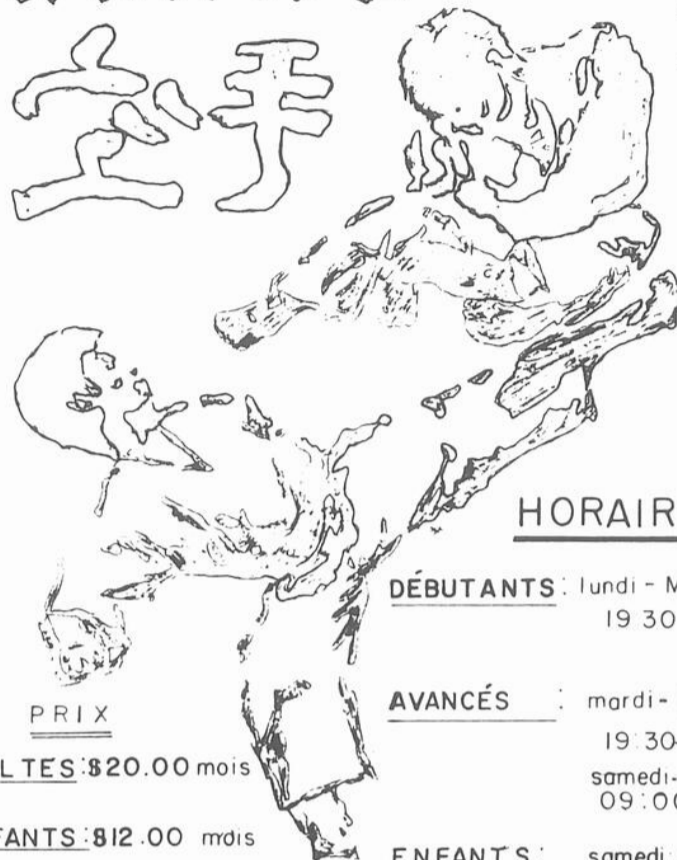 空手
HORAIR
DÉBUTANTS: lundi - M
19 30
AVANCÉS : mardi -
19:30
samedi-
09:00
ENFANTS: samedi
PRIX
LTES: $20.00 mois
FANTS: $12.00 mois